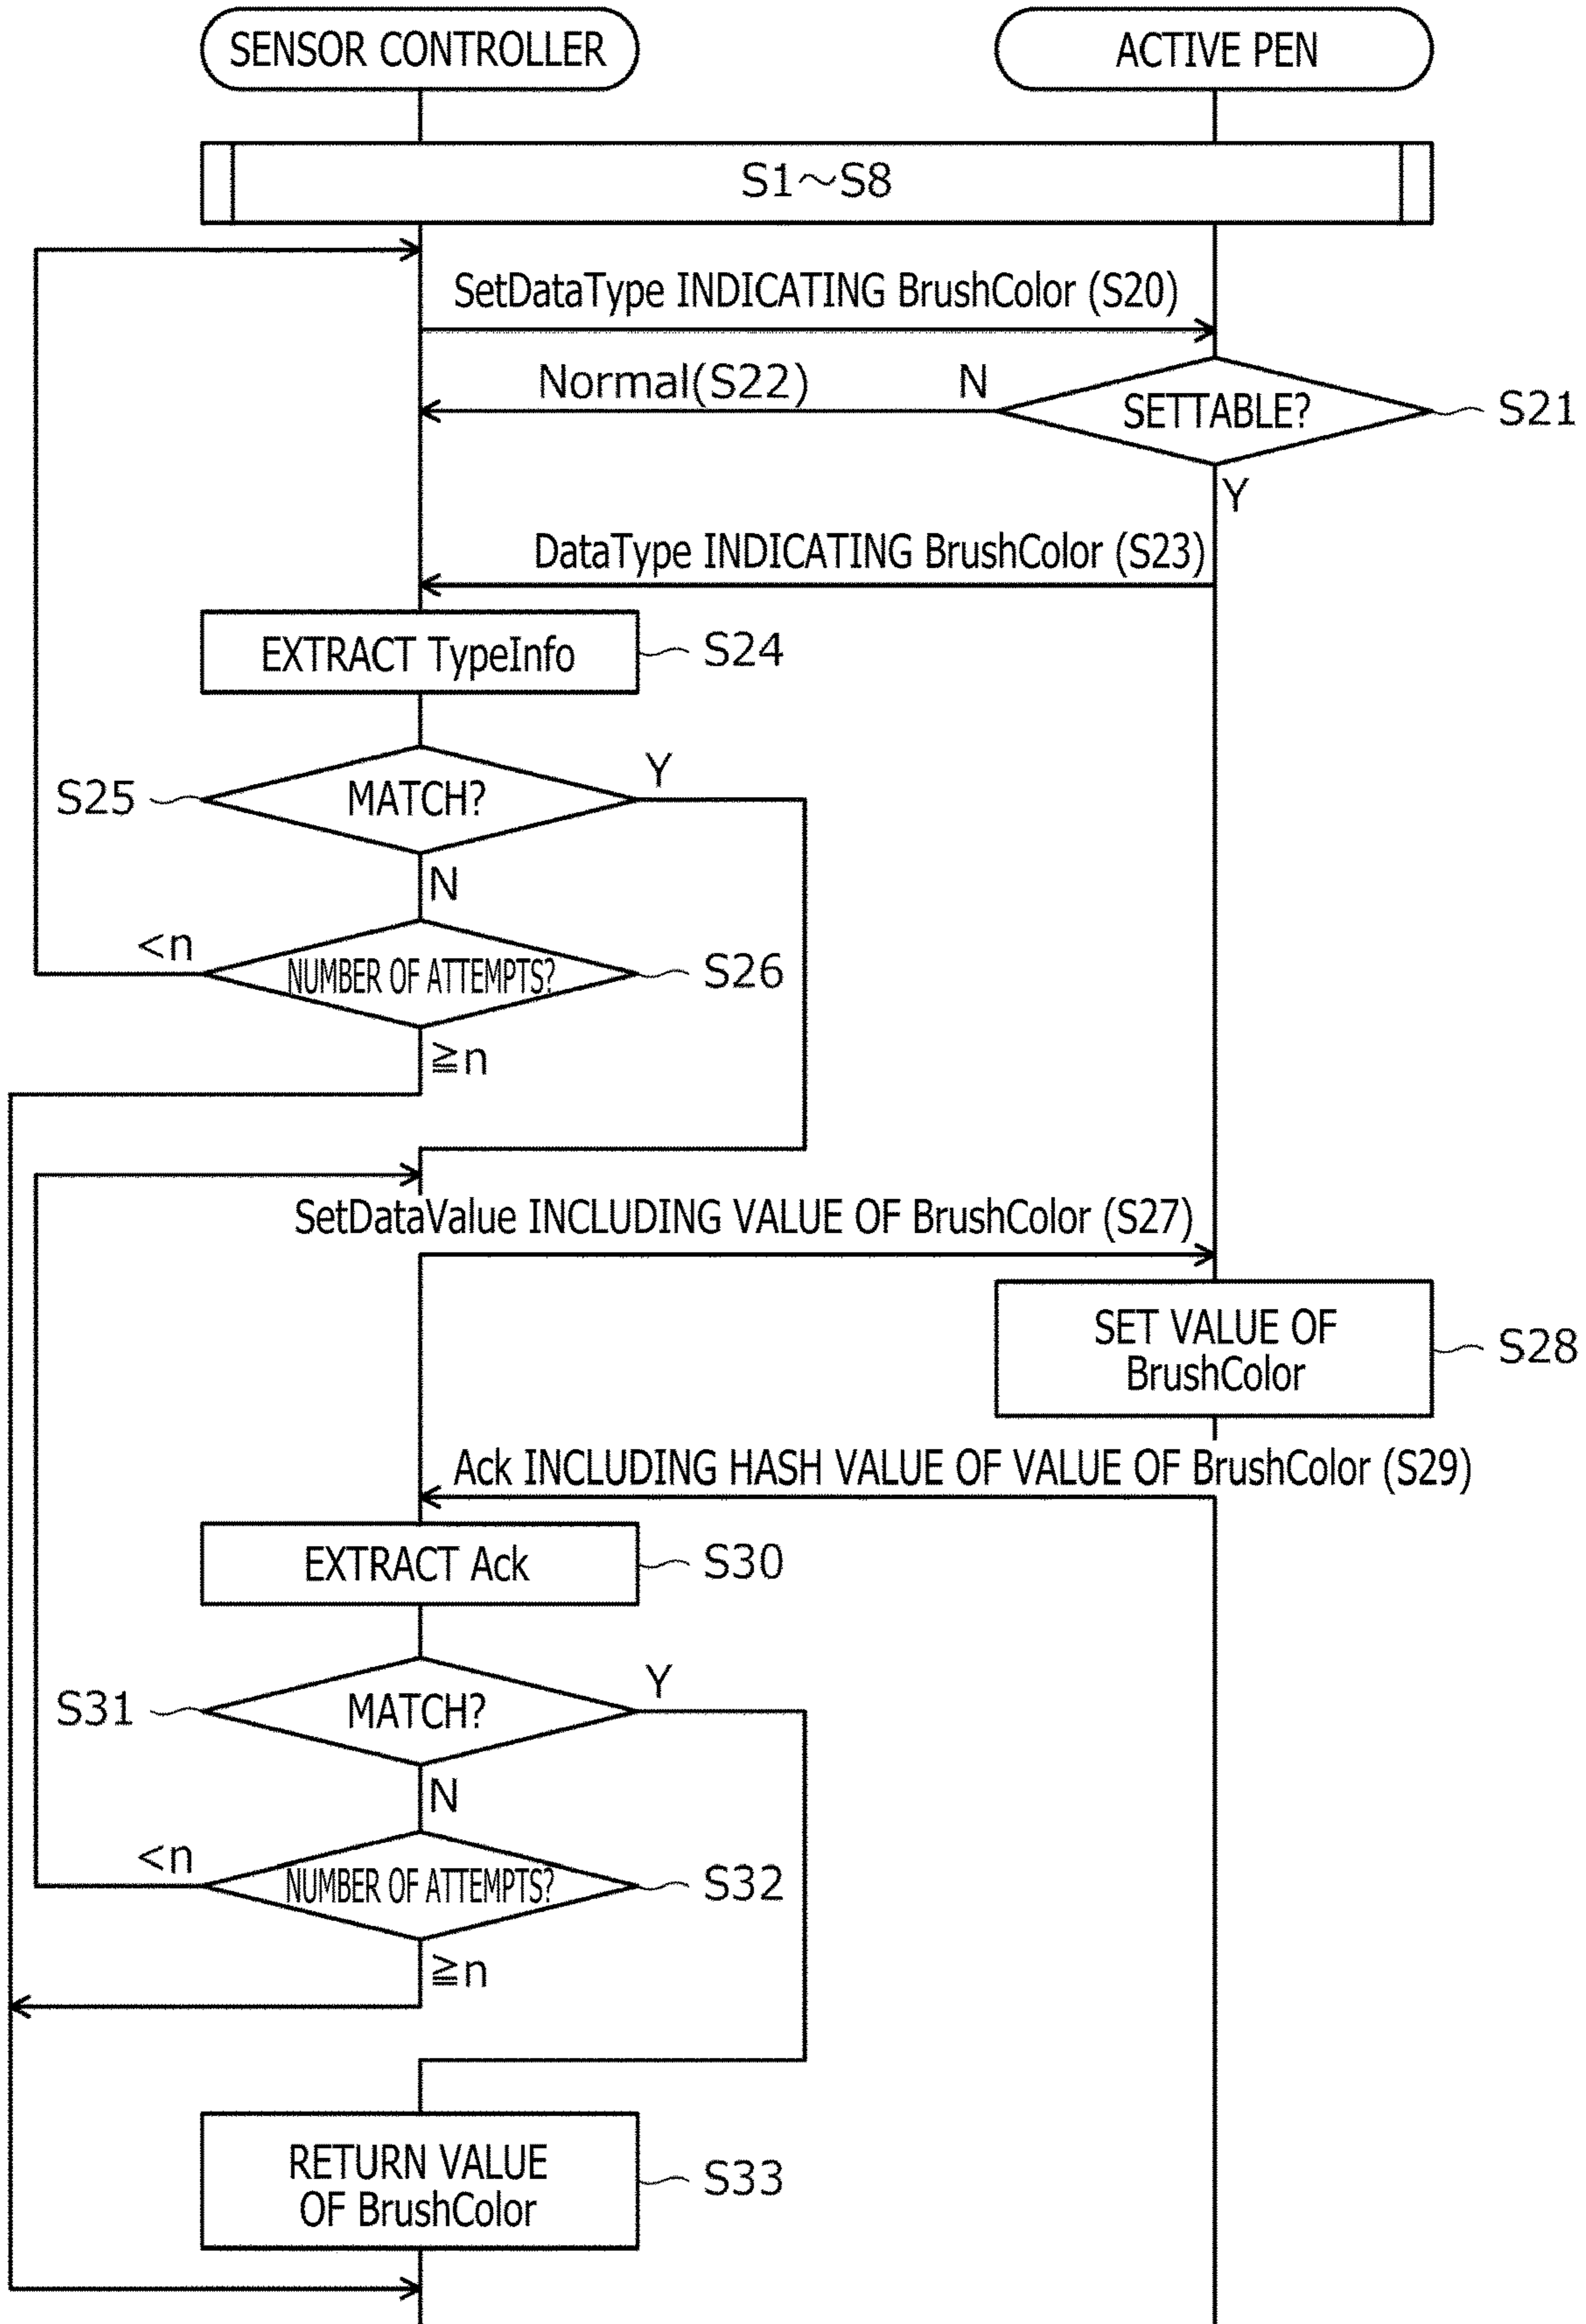 SENSOR CONTROLLER
ACTIVE PEN
S1～S8
SetDataType INDICATING BrushColor (S20)
Normal(S22)
N
SETTABLE?
S21
Y
DataType INDICATING BrushColor (S23)
EXTRACT TypeInfo
S24
S25
MATCH?
Y
N
<n
NUMBER OF ATTEMPTS?
S26
≧n
SetDataValue INCLUDING VALUE OF BrushColor (S27)
SET VALUE OF
BrushColor
S28
Ack INCLUDING HASH VALUE OF VALUE OF BrushColor (S29)
EXTRACT Ack
S30
S31
MATCH?
Y
N
<n
NUMBER OF ATTEMPTS?
S32
≧n
RETURN VALUE
OF BrushColor
S33